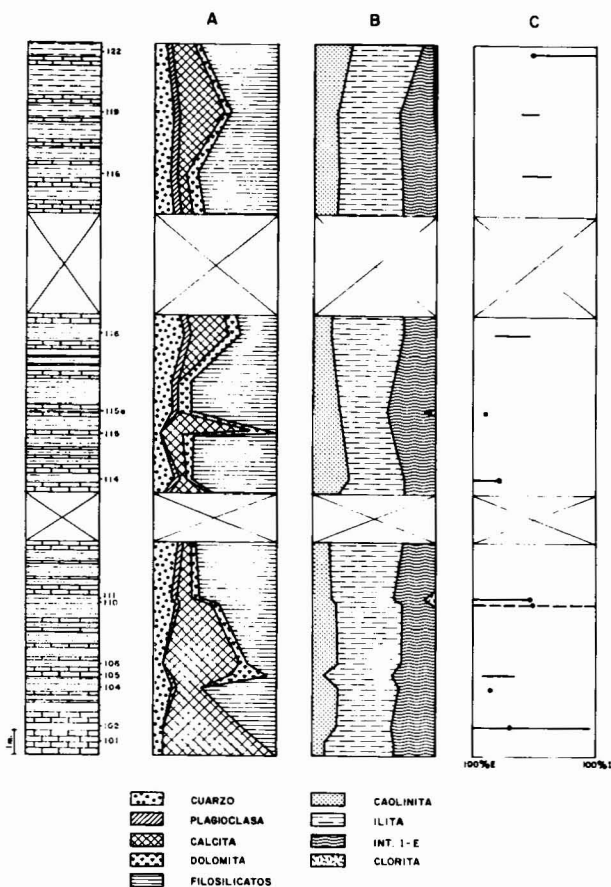 A B C
122
119
116
116
115a
115
114
111
110
106
105
104
102
101
1m.
100%E
CUARZO
PLAGIOCLASA
CALCITA
DOLOMITA
FILOSILICATOS
CAOLINITA
ILITA
INT. I-E
CLORITA